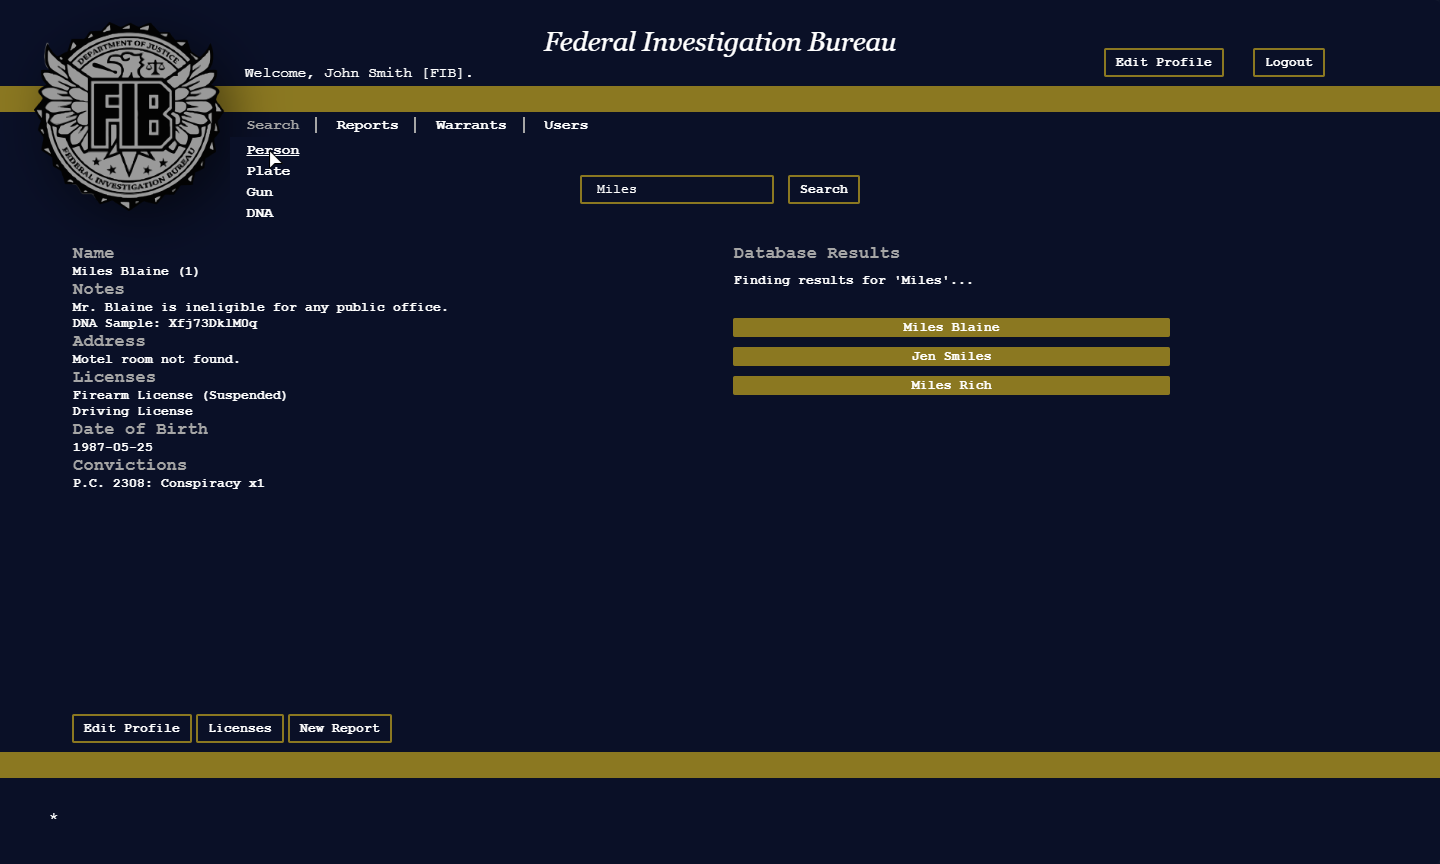 Federal Investigation Bureau
Welcome, John Smith [FIB].
Edit Profile
Logout
DEPARTMENT OF JUSTICE
FIB
FEDERAL INVESTIGATION BUREAU
Search | Reports | Warrants | Users
Person
Plate
Gun
DNA
Miles
Search
Name
Miles Blaine (1)
Notes
Mr. Blaine is ineligible for any public office.
DNA Sample: Xfj73DklM0q
Address
Motel room not found.
Licenses
Firearm License (Suspended)
Driving License
Date of Birth
1987-05-25
Convictions
P.C. 2308: Conspiracy x1
Database Results
Finding results for 'Miles'...
Miles Blaine
Jen Smiles
Miles Rich
Edit Profile
Licenses
New Report
*